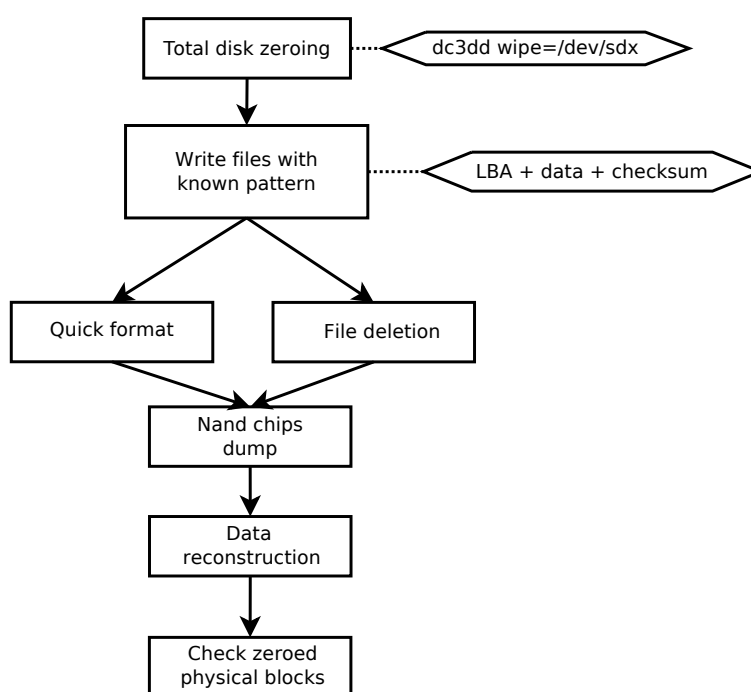 Total disk zeroing
dc3dd wipe=/dev/sdx
Write files with
known pattern
LBA + data + checksum
Quick format
File deletion
Nand chips
dump
Data
reconstruction
Check zeroed
physical blocks